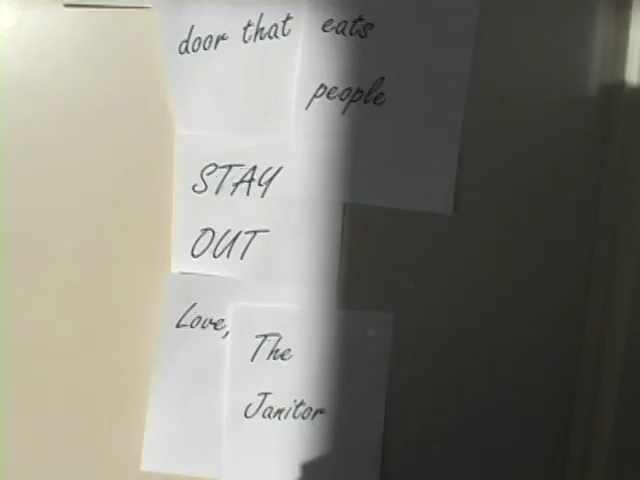 door that eats
people
STAY
OUT
Love,
The
Janitor